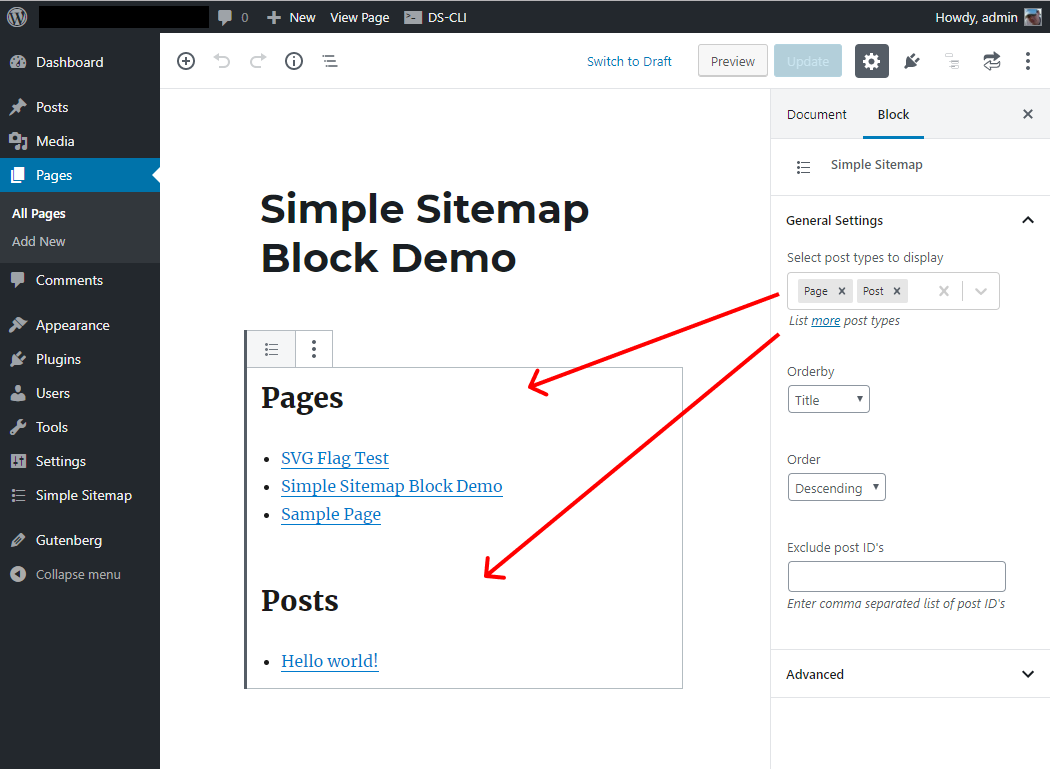 0 New View Page DS-CLI Howdy, admin
Dashboard
Posts
Media
Pages
All Pages
Add New
Comments
Appearance
Plugins
Users
Tools
Settings
Simple Sitemap
Gutenberg
Collapse menu
Switch to Draft Preview Update
Simple Sitemap
Block Demo
Pages
SVG Flag Test
Simple Sitemap Block Demo
Sample Page
Posts
Hello world!
Document Block
Simple Sitemap
General Settings
Select post types to display
Page Post
List more post types
Orderby
Title
Order
Descending
Exclude post ID's
Enter comma separated list of post ID's
Advanced